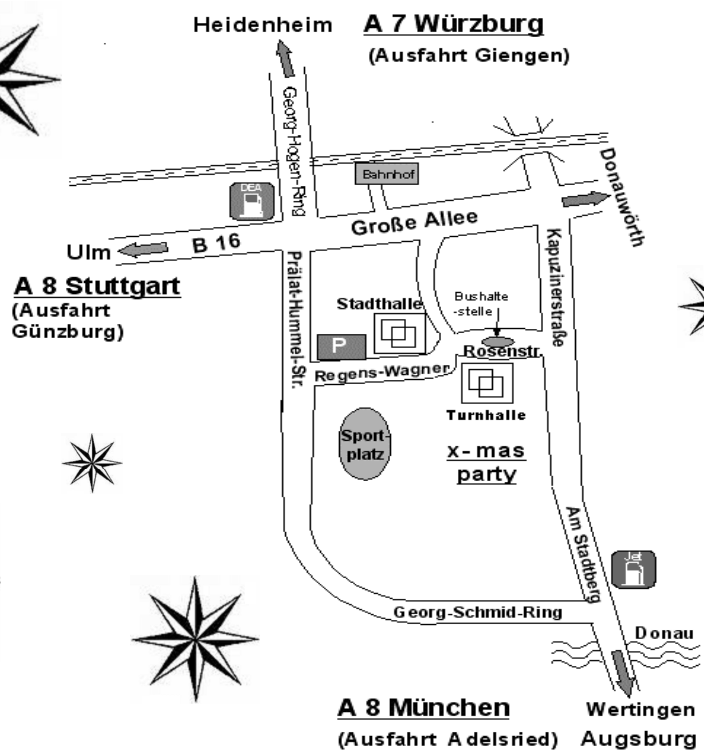 Heidenheim
A 7 Würzburg
(Ausfahrt Giengen)
Georg-Hogen-Ring
Bahnhof
Donauwörth
DEA
Große Allee
B 16
Ulm
A 8 Stuttgart
(Ausfahrt
Günzburg)
Prälat-Hummel-Str.
Kapuzinerstraße
Stadthalle
Bushalte
-stelle
P
Rosenstr.
Regens-Wagner
Turnhalle
Sport-
platz
x-mas
party
Am Stadtberg
Jet
Georg-Schmid-Ring
Donau
A 8 München
(Ausfahrt Adelsried)
Wertingen
Augsburg